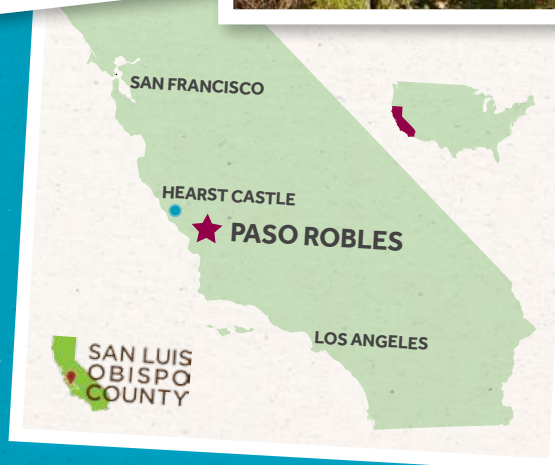 SAN FRANCISCO
HEARST CASTLE
PASO ROBLES
LOS ANGELES
SAN LUIS
OBISPO
COUNTY